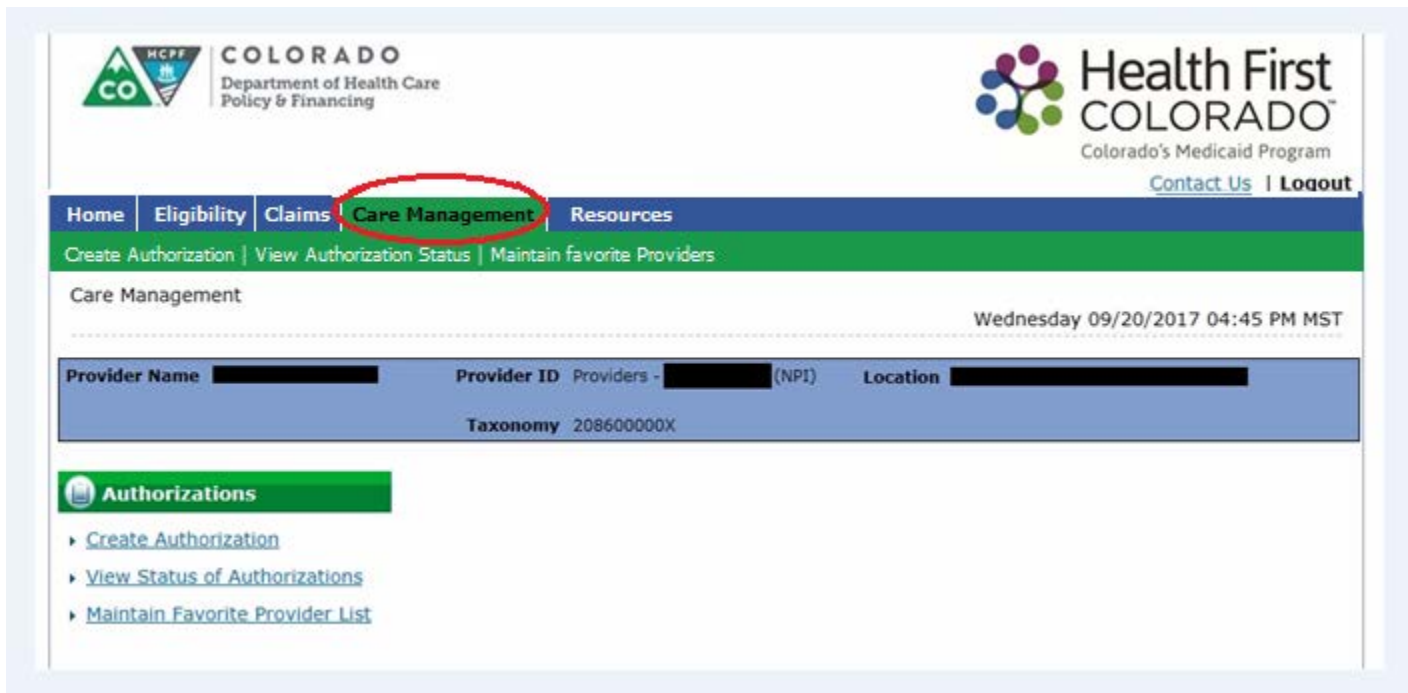 HCPF
CO
COLORADO
Department of Health Care
Policy & Financing
Health First
COLORADO™
Colorado's Medicaid Program
Contact Us | Logout
Home Eligibility Claims Care Management Resources
Create Authorization | View Authorization Status | Maintain favorite Providers
Care Management
Wednesday 09/20/2017 04:45 PM MST
Provider Name Provider ID Providers - (NPI) Location
Taxonomy 208600000X
Authorizations
Create Authorization
View Status of Authorizations
Maintain Favorite Provider List